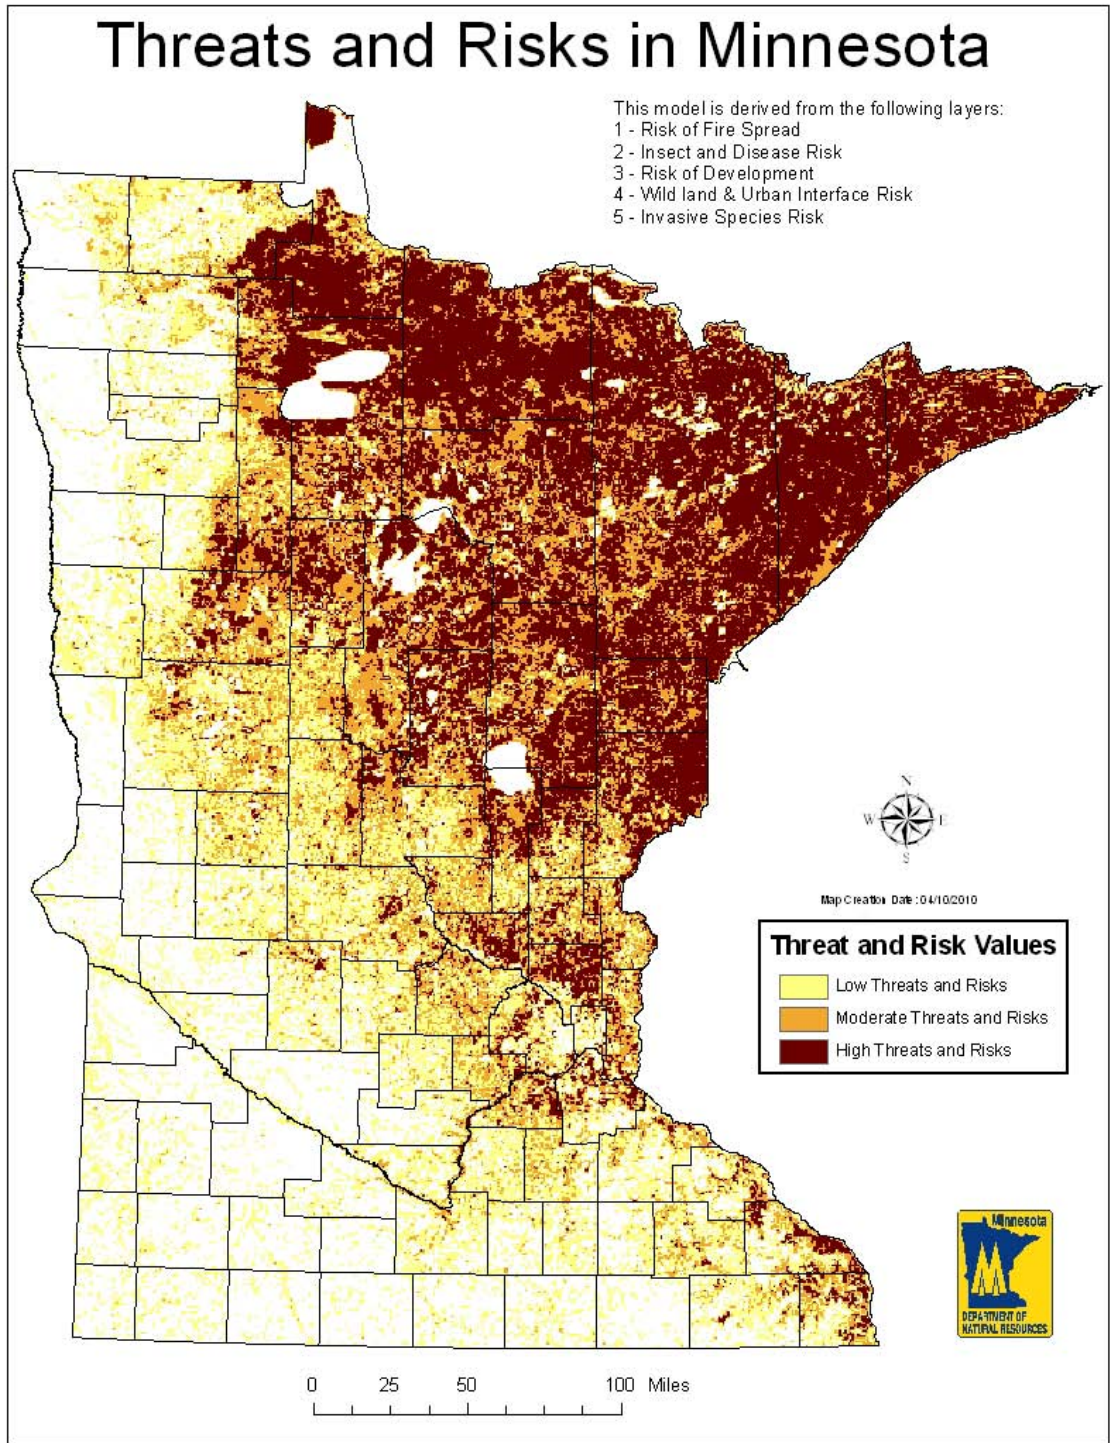 Threats and Risks in Minnesota
This model is derived from the following layers:
1 - Risk of Fire Spread
2 - Insect and Disease Risk
3 - Risk of Development
4 - Wild land & Urban Interface Risk
5 - Invasive Species Risk
N
W E
S
Map Creation Date: 04/10/2010
Threat and Risk Values
Low Threats and Risks
Moderate Threats and Risks
High Threats and Risks
Minnesota
DEPARTMENT OF
NATURAL RESOURCES
0 25 50 100 Miles